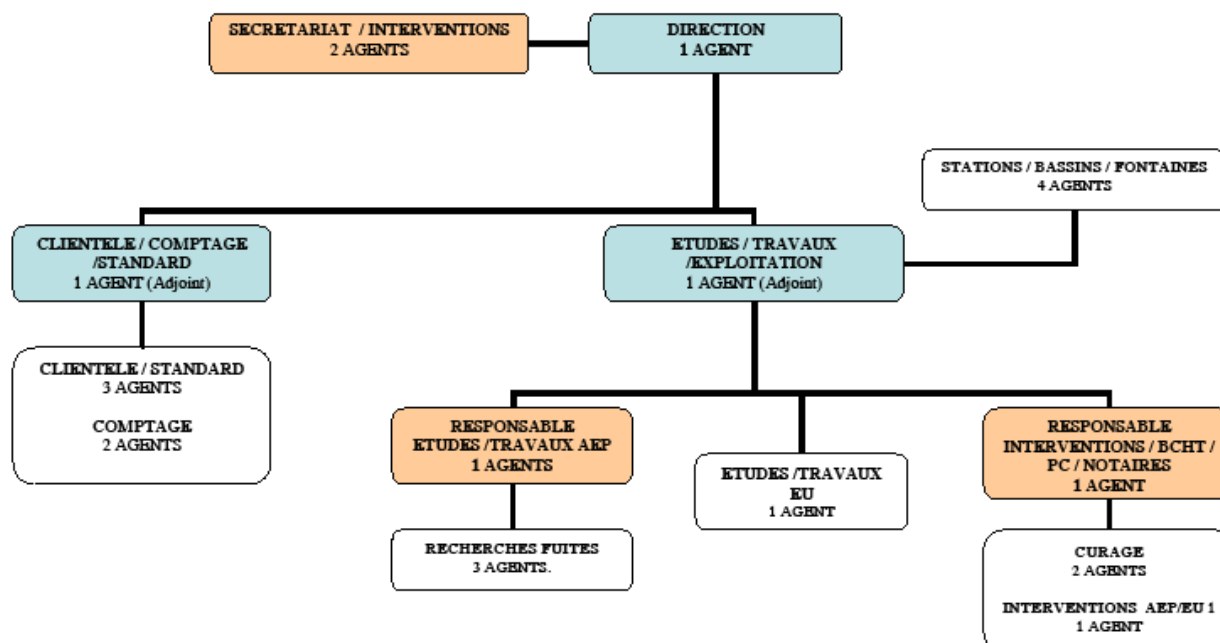 SECRETARIAT / INTERVENTIONS
2 AGENTS
DIRECTION
1 AGENT
STATIONS / BASSINS / FONTAINES
4 AGENTS
CLIENTELE / COMPTAGE
/STANDARD
1 AGENT (Adjoint)
ETUDES / TRAVAUX
/EXPLOITATION
1 AGENT (Adjoint)
CLIENTELE / STANDARD
3 AGENTS
COMPTAGE
2 AGENTS
RESPONSABLE
ETUDES /TRAVAUX AEP
1 AGENTS
ETUDES /TRAVAUX
EU
1 AGENT
RESPONSABLE
INTERVENTIONS / BCHT /
PC / NOTAIRES
1 AGENT
RECHERCHES FUITES
3 AGENTS.
CURAGE
2 AGENTS
INTERVENTIONS AEP/EU 1
1 AGENT